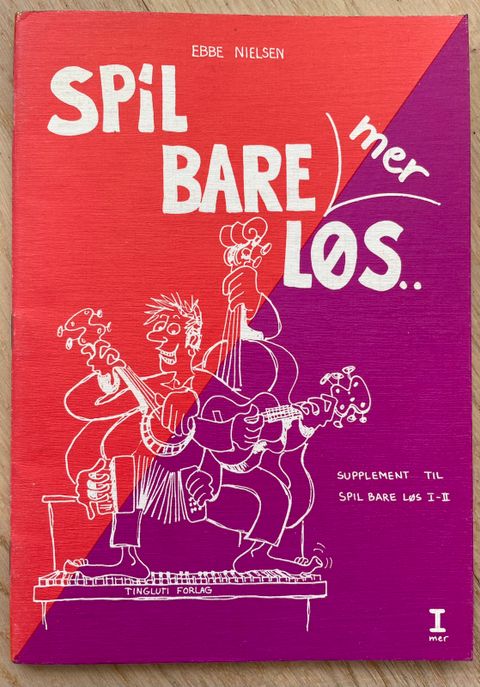 EBBE NIELSEN
SPiL
BARE
mer
LØS..
SUPPLEMENT TIL
SPIL BARE LØS I-II
TINGLUTI FORLAG
I
mer